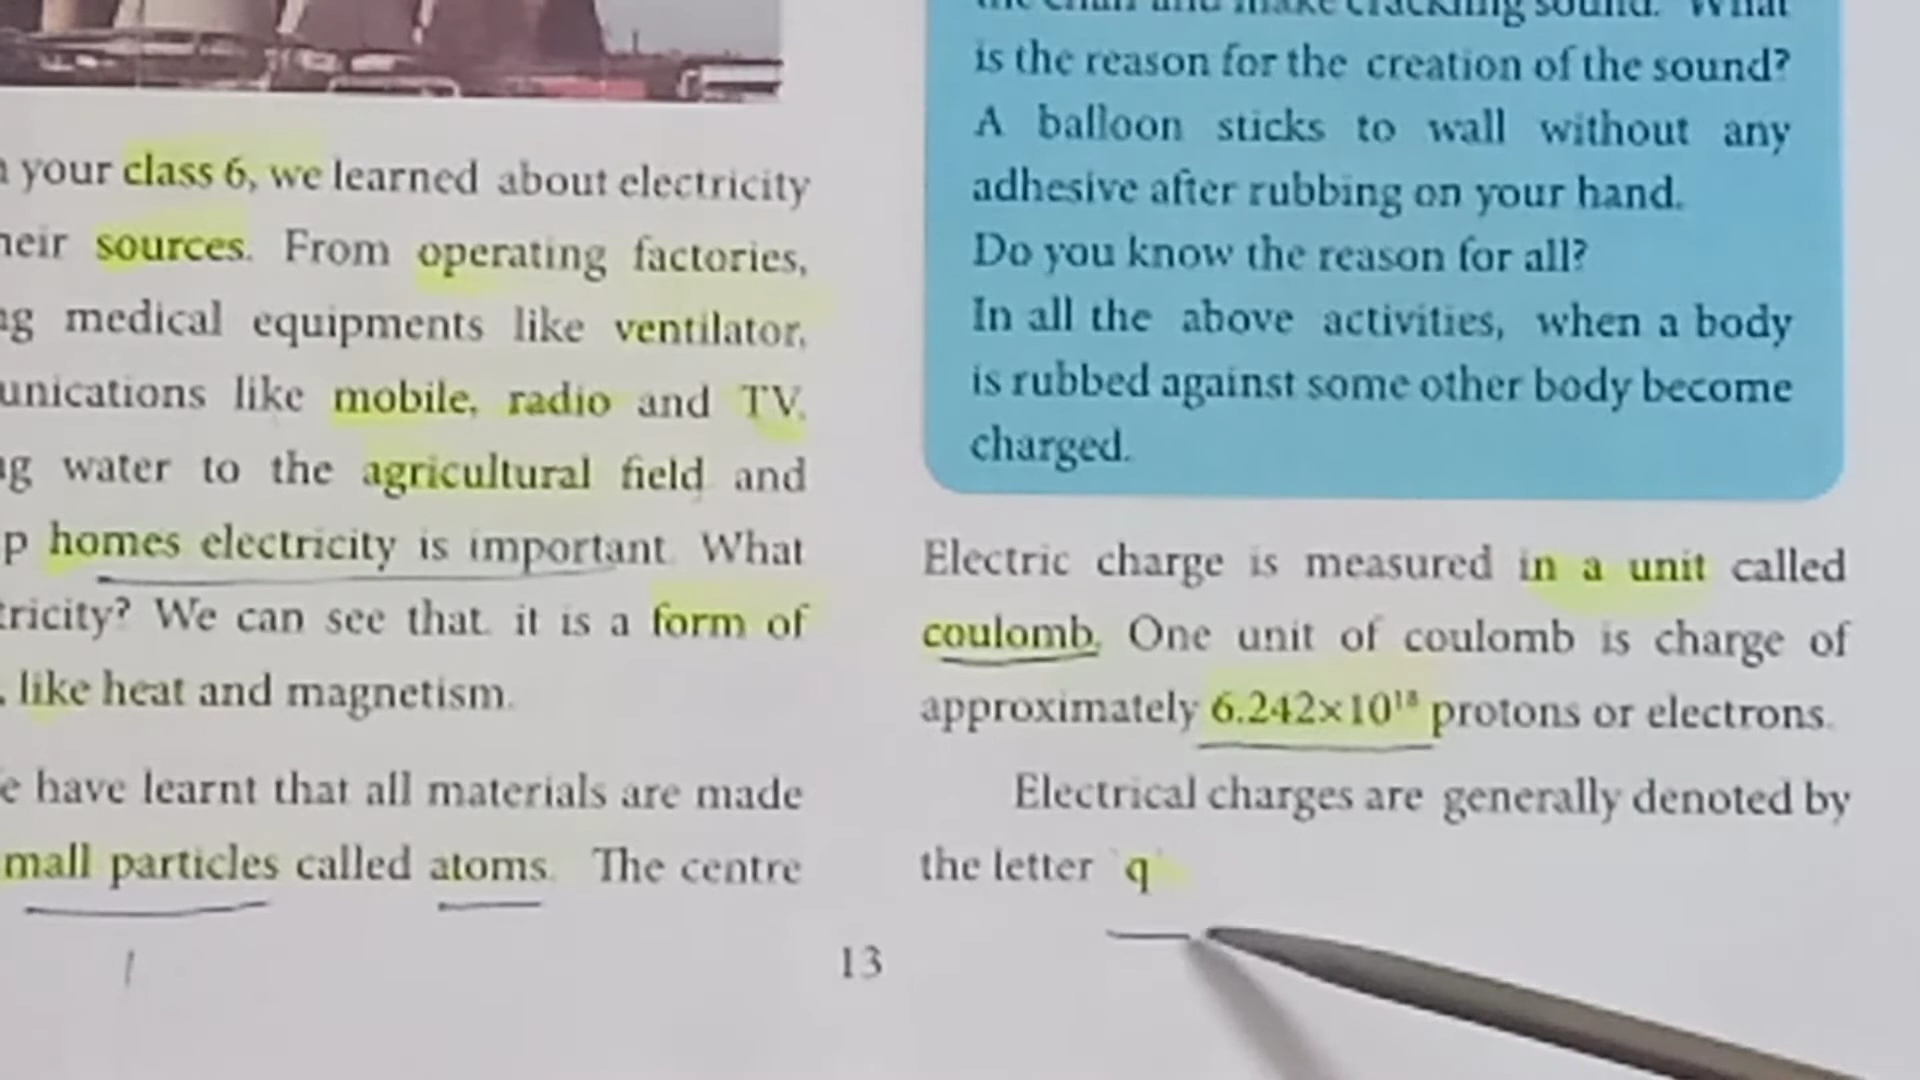 your class 6, we learned about electricity
sources. From operating factories,
medical equipments like ventilator,
like mobile, radio and TV,
water to the agricultural field and
homes electricity is important. What
We can see that it is a form of
like heat and magnetism.
have learnt that all materials are made
particles called atoms. The centre
and make crackling sound. What
is the reason for the creation of the sound?
A balloon sticks to wall without any
adhesive after rubbing on your hand.
Do you know the reason for all?
In all the above activities, when a body
is rubbed against some other body become
charged.
Electric charge is measured in a unit called
coulomb. One unit of coulomb is charge of
approximately 6.242×10¹⁸ protons or electrons.
Electrical charges are generally denoted by
the letter 'q'
13